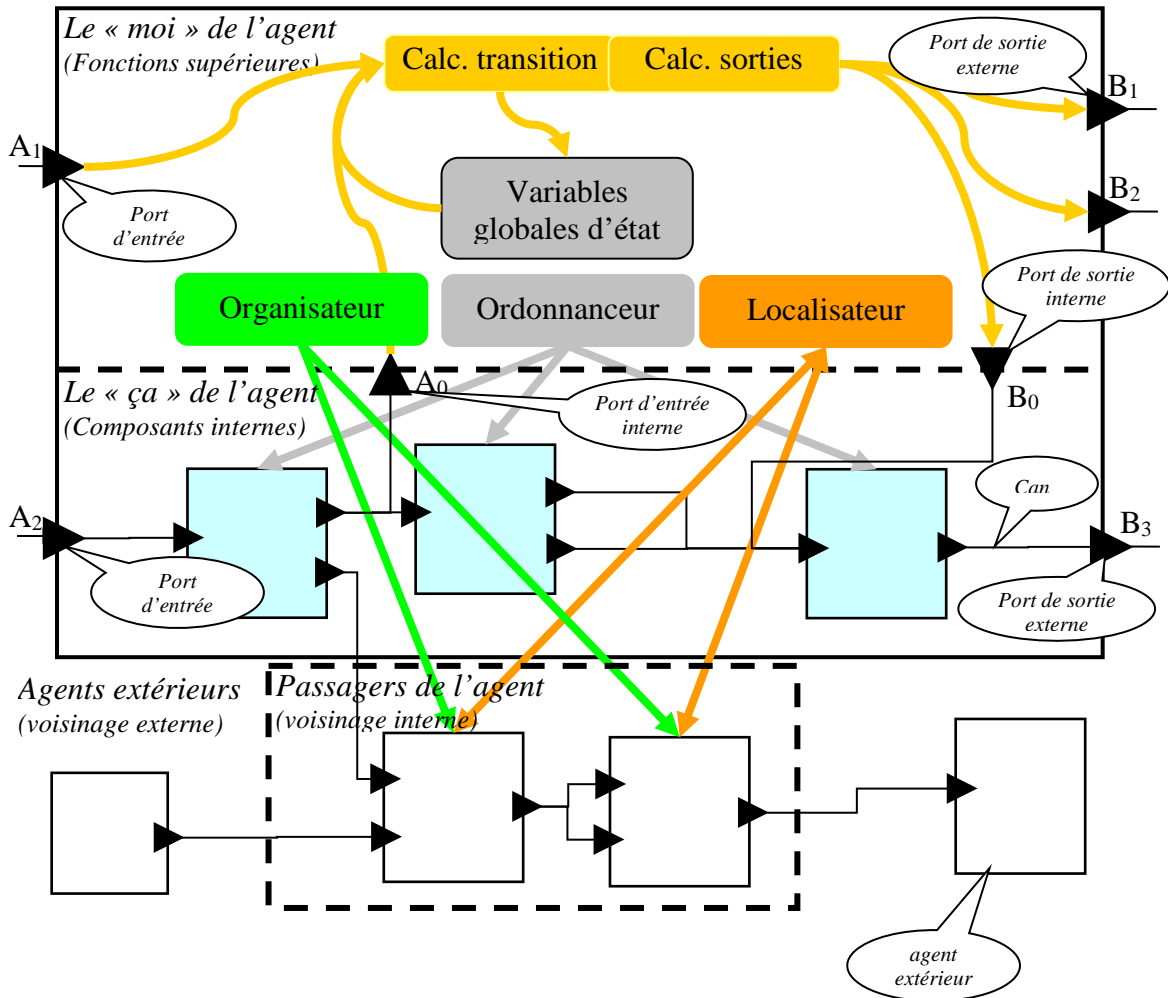 Le « moi » de l’agent
(Fonctions supérieures)
Calc. transition
Calc. sorties
Port de sortie
externe
B1
A1
Port
d’entrée
Variables
globales d’état
B2
Port de sortie
interne
Organisateur
Ordonnanceur
Localisateur
Le « ça » de l’agent
(Composants internes)
A0
Port d’entrée
interne
B0
Can
A2
Port
d’entrée
B3
Port de sortie
externe
Agents extérieurs
(voisinage externe)
Passagers de l’agent
(voisinage interne)
agent
extérieur